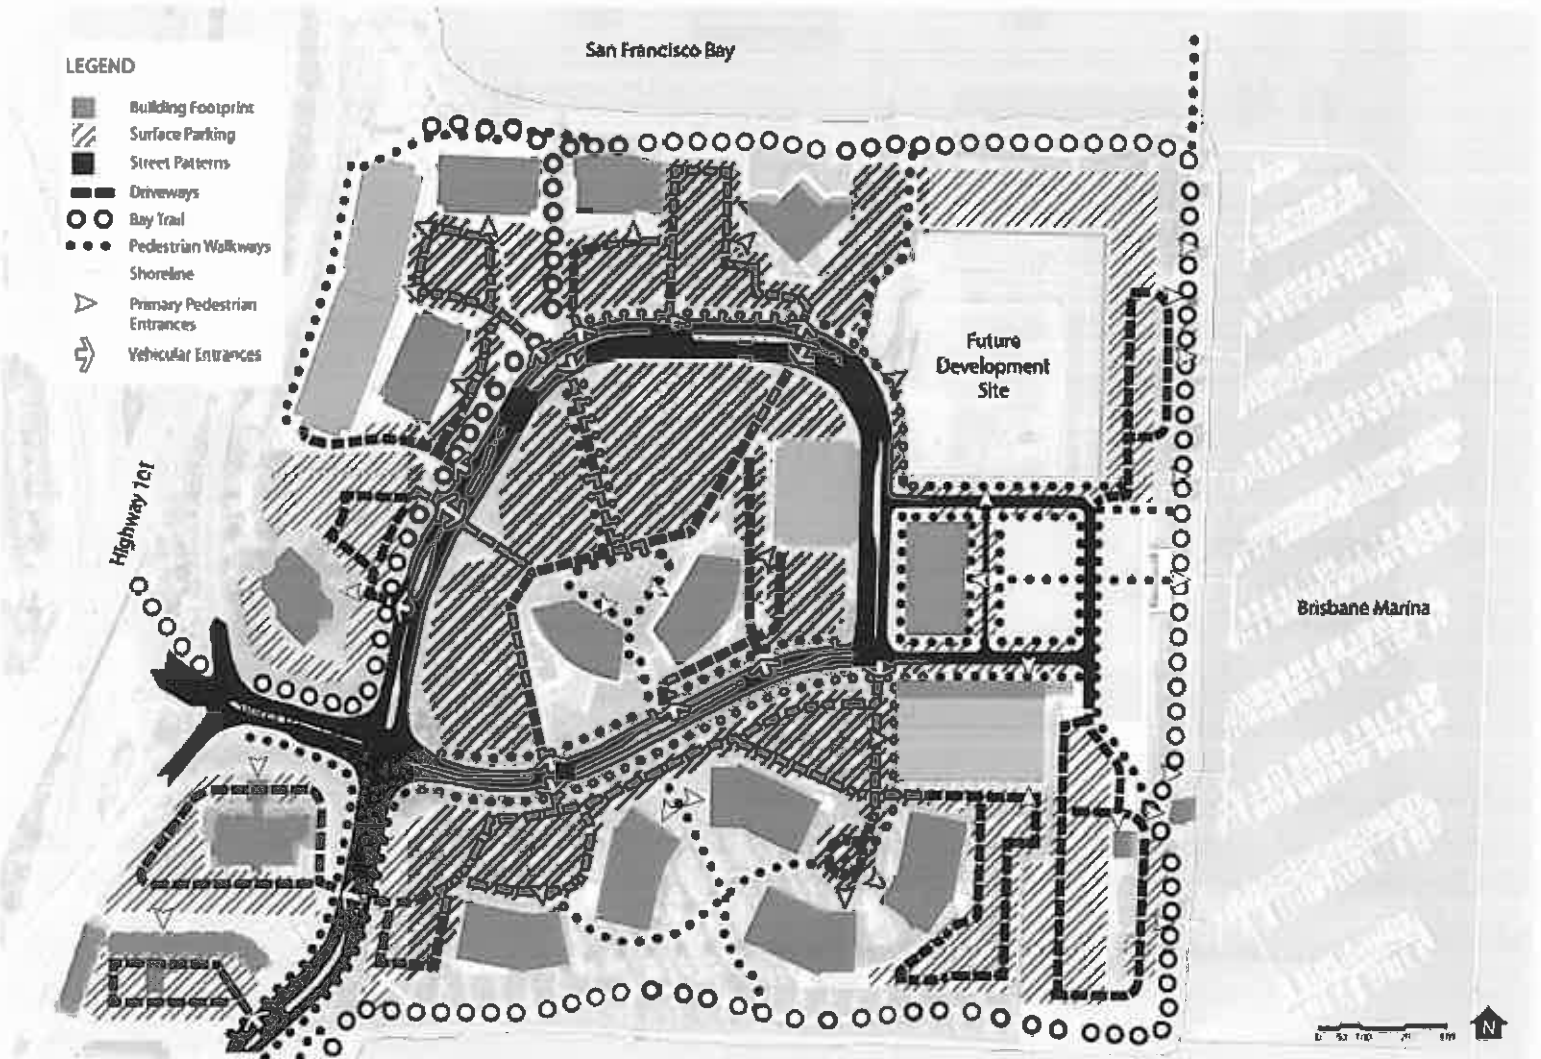 San Francisco Bay
LEGEND
Building Footprint
Surface Parking
Street Patterns
Driveways
Bay Trail
Pedestrian Walkways
Shoreline
Primary Pedestrian
Entrances
Vehicular Entrances
Future
Development
Site
Highway 101
Brisbane Marina
N